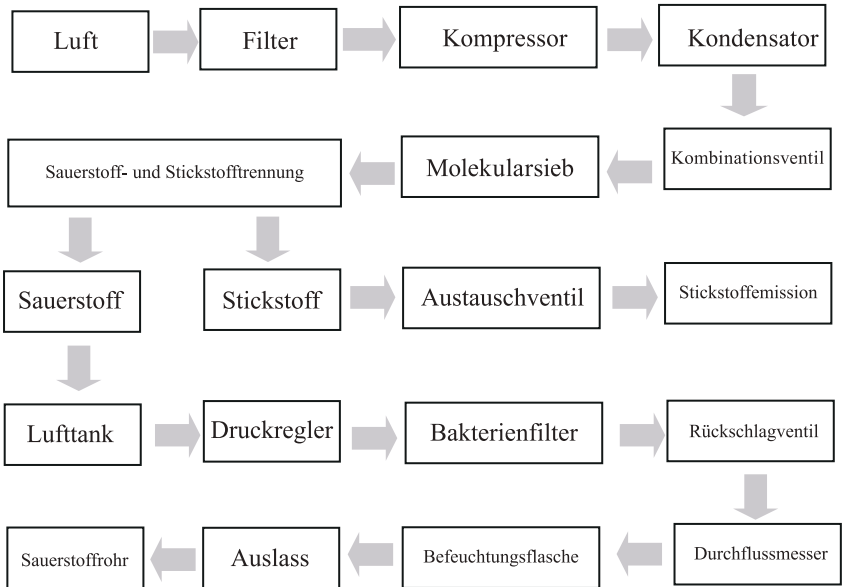 Luft
Filter
Kompressor
Kondensator
Kombinationsventil
Molekularsieb
Sauerstoff- und Stickstofftrennung
Sauerstoff
Stickstoff
Austauschventil
Stickstoffemission
Lufttank
Druckregler
Bakterienfilter
Rückschlagventil
Durchflussmesser
Befeuchtungsflasche
Auslass
Sauerstoffrohr